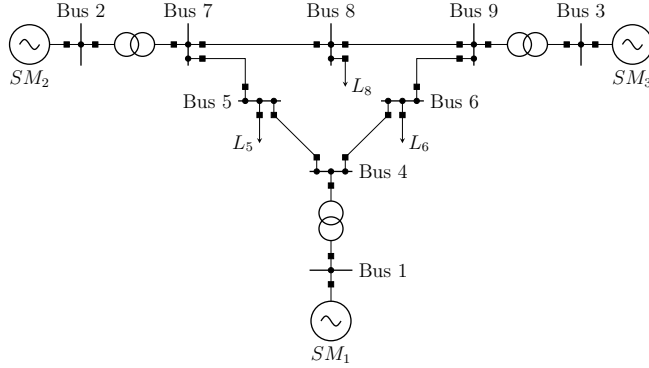 Bus 2
Bus 7
Bus 8
Bus 9
Bus 3
SM₂
SM₃
L₈
Bus 5
Bus 6
L₅
L₆
Bus 4
Bus 1
SM₁